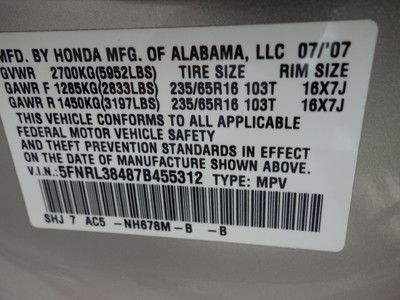 MFD. BY HONDA MFG. OF ALABAMA, LLC 07/'07
GVWR 2700KG(5952LBS) TIRE SIZE RIM SIZE
GAWR F 1285KG(2833LBS) 235/65R16 103T 16X7J
GAWR R 1450KG(3197LBS) 235/65R16 103T 16X7J
THIS VEHICLE CONFORMS TO ALL APPLICABLE
FEDERAL MOTOR VEHICLE SAFETY
AND THEFT PREVENTION STANDARDS IN EFFECT
ON THE DATE OF MANUFACTURE SHOWN ABOVE.
V.I.N.:5FNRL38487B455312 TYPE: MPV
SHJ 7 AC5 -NH678M-B -B